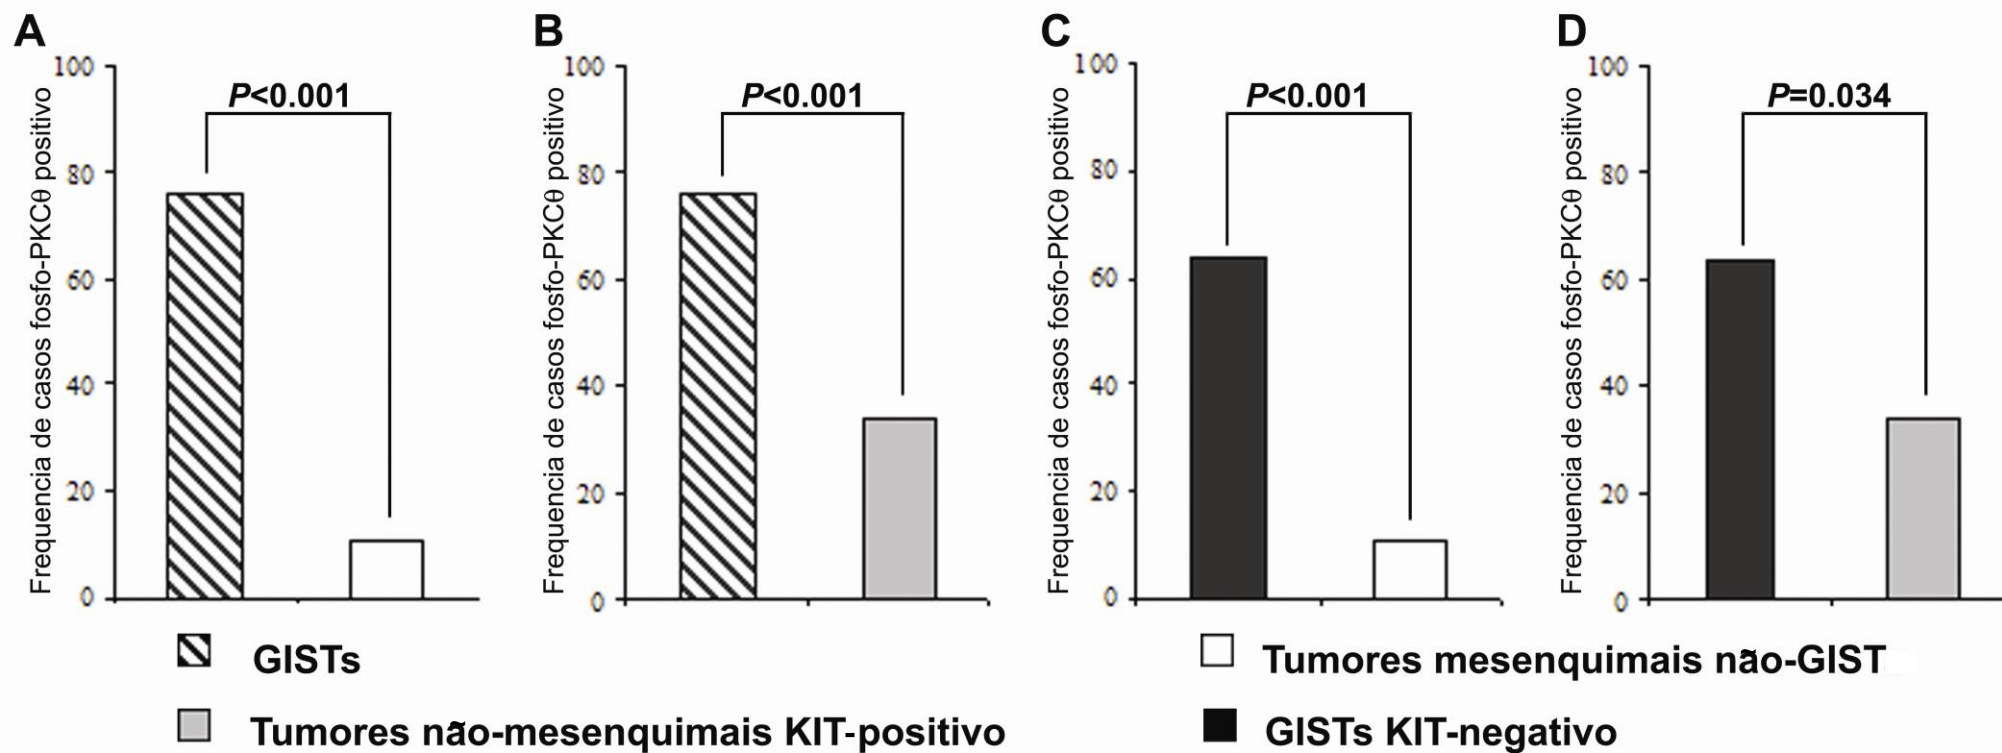 A
B
C
D
P<0.001
P<0.001
P<0.001
P=0.034
Frequencia de casos fosfo-PKCθ positivo
100
80
60
40
20
0
Frequencia de casos fosfo-PKCθ positivo
100
80
60
40
20
0
Frequencia de casos fosfo-PKCθ positivo
100
80
60
40
20
0
Frequencia de casos fosfo-PKCθ positivo
100
80
60
40
20
0
GISTs
Tumores mesenquimais não-GIST
Tumores não-mesenquimais KIT-positivo
GISTs KIT-negativo